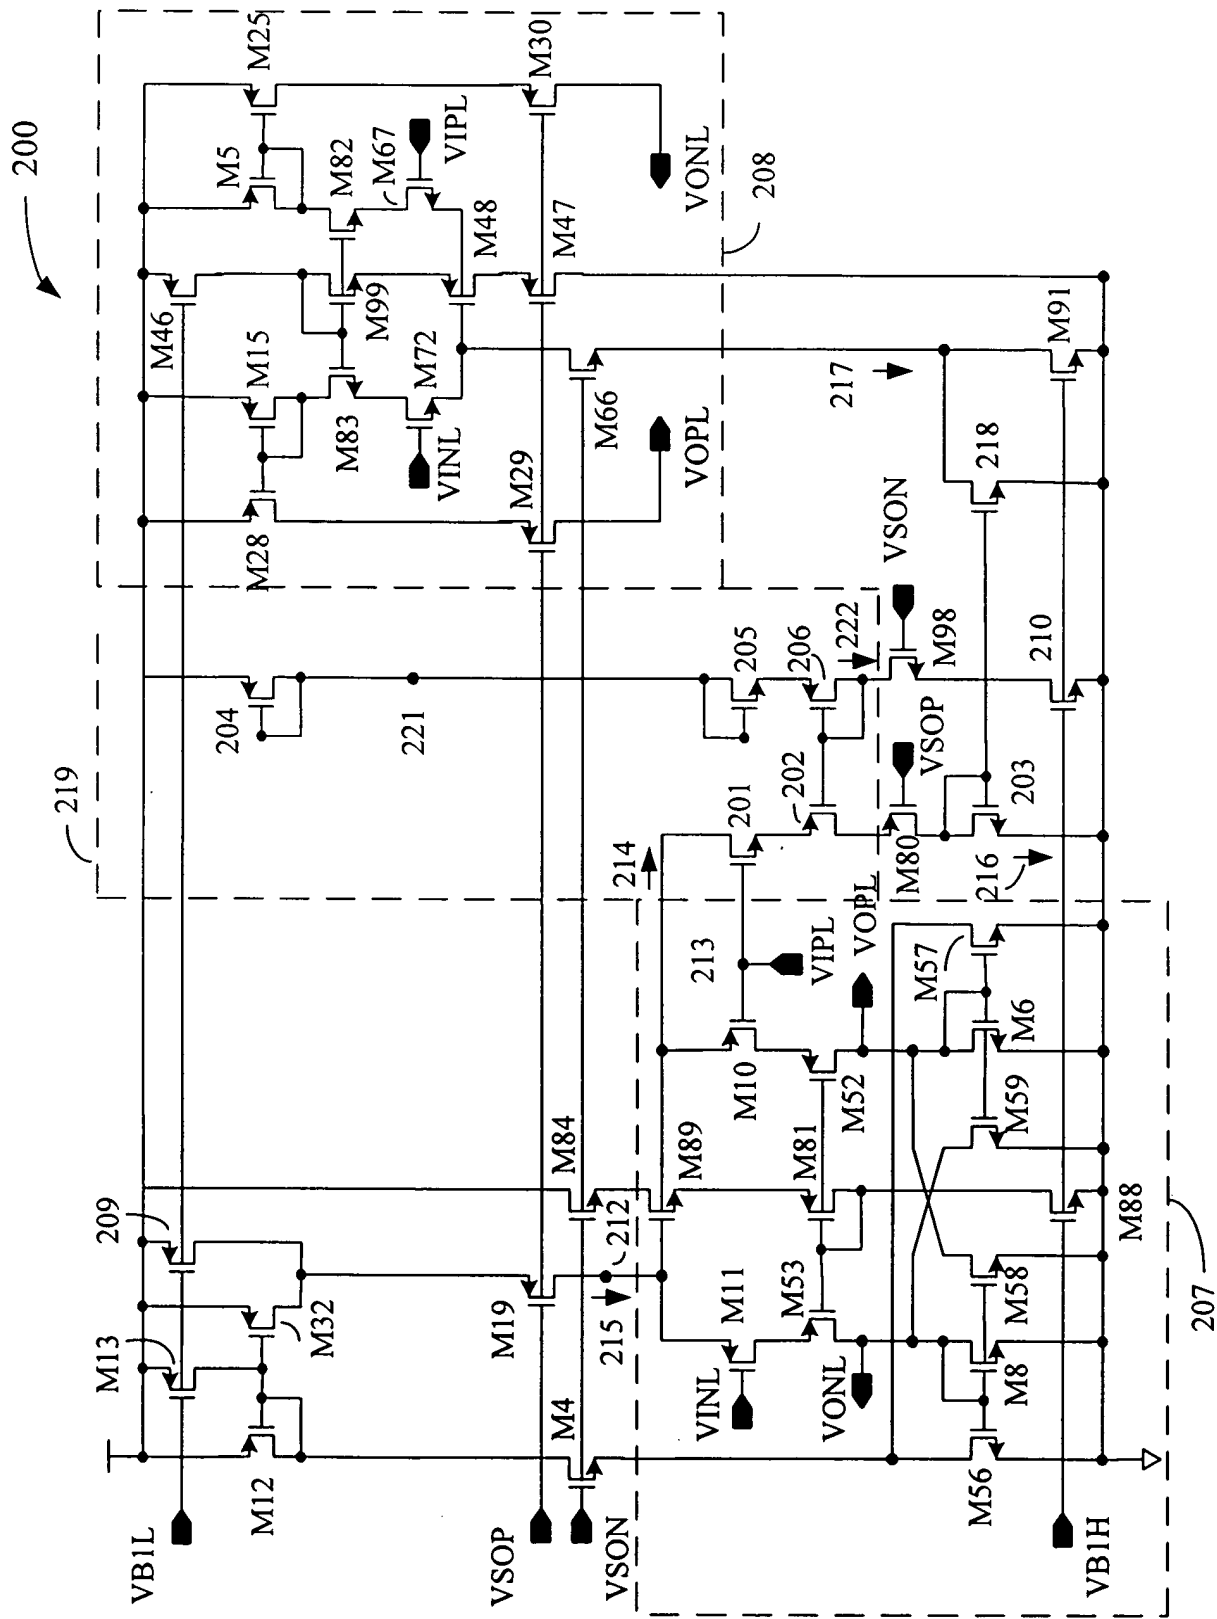 200
219
M25
M5
M30
M82
M67
VIPL
VONL
208
M46
M15
M99
M48
M47
M72
M83
VINL
M66
M28
M29
VOPL
217
M91
218
204
221
205
206
222
VSON
M98
210
VSOP
201
202
M80
203
216
214
213
VIPL
VOPL
M57
M10
M52
M6
M59
209
M84
M89
M81
M88
207
M13
M32
M19
212
215
M11
M53
M58
M12
M4
VINL
VONL
M8
M56
VB1L
VSOP
VSON
VB1H